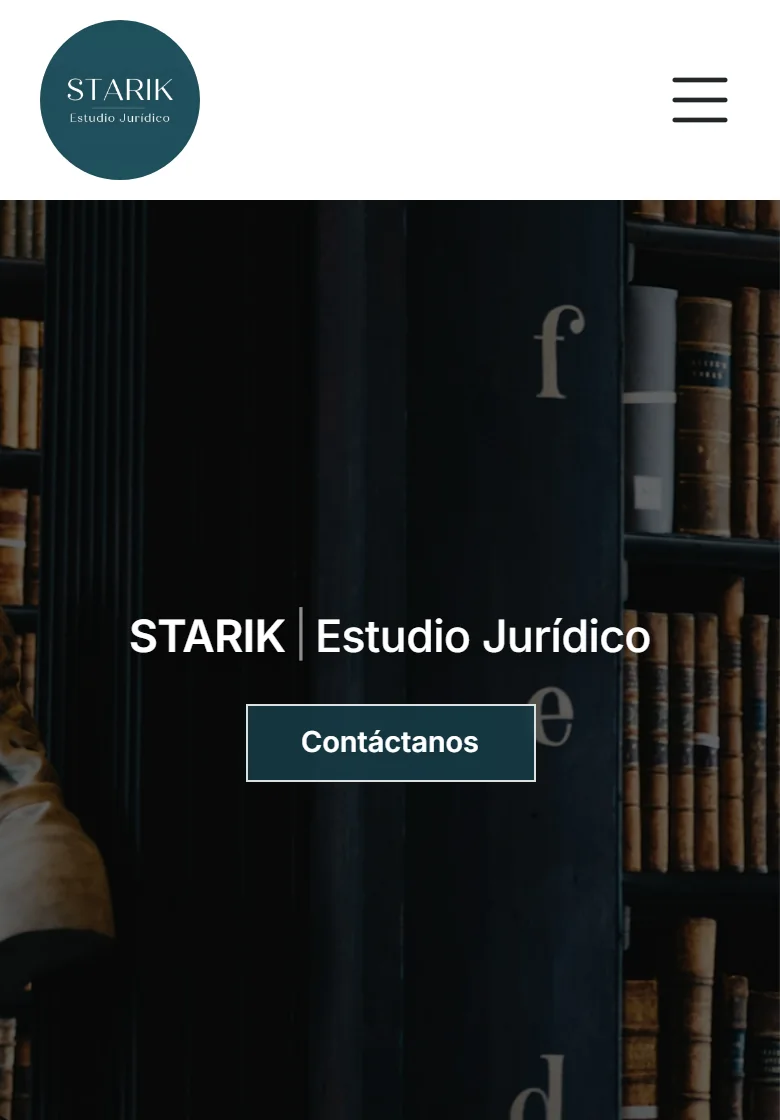 STARIK
Estudio Jurídico
f
STARIK | Estudio Jurídico
e
Contáctanos
d